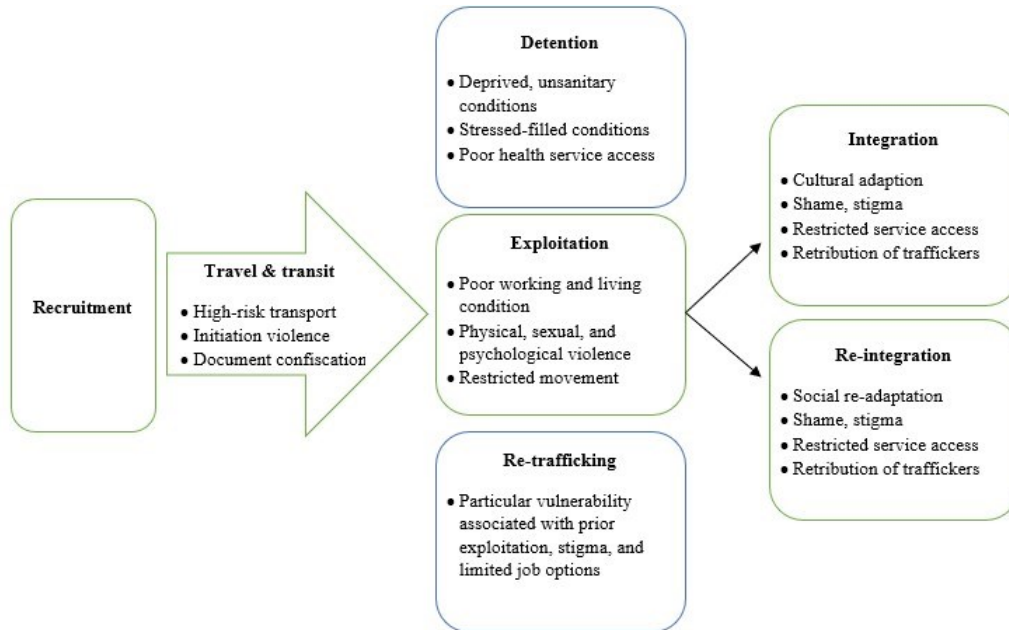 Recruitment
Travel & transit
• High-risk transport
• Initiation violence
• Document confiscation
Detention
• Deprived, unsanitary
conditions
• Stressed-filled conditions
• Poor health service access
Exploitation
• Poor working and living
condition
• Physical, sexual, and
psychological violence
• Restricted movement
Re-trafficking
• Particular vulnerability
associated with prior
exploitation, stigma, and
limited job options
Integration
• Cultural adaption
• Shame, stigma
• Restricted service access
• Retribution of traffickers
Re-integration
• Social re-adaptation
• Shame, stigma
• Restricted service access
• Retribution of traffickers